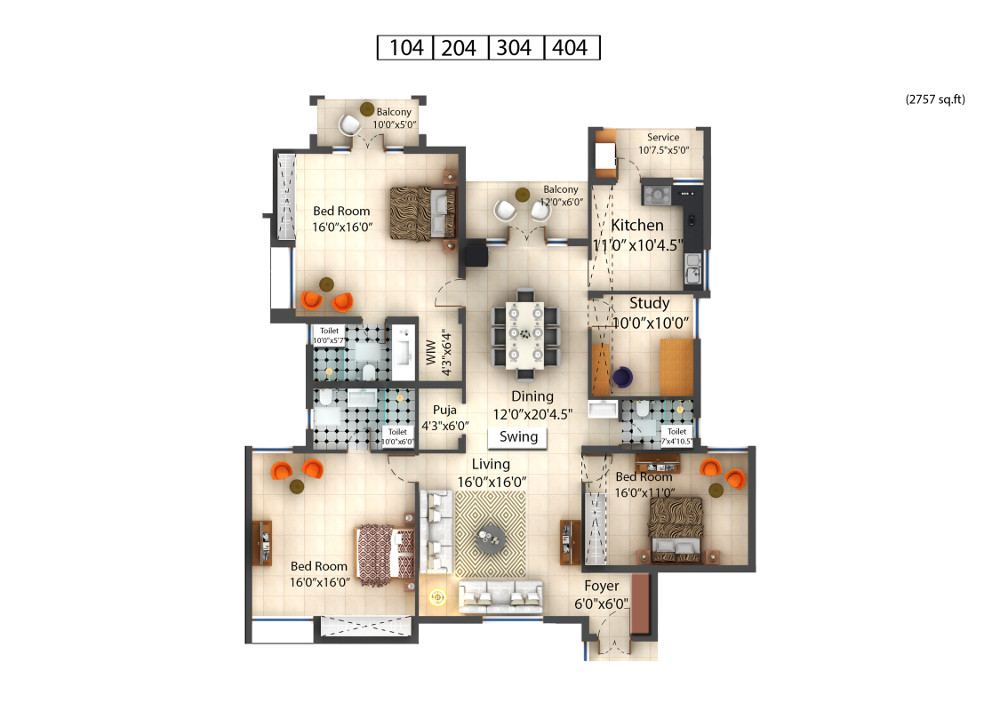 104 204 304 404
(2757 sq.ft)
Balcony
10'0"x5'0"
Service
10'7.5"x5'0"
Balcony
12'0"x6'0"
Bed Room
16'0"x16'0"
Kitchen
11'0"x10'4.5"
Study
10'0"x10'0"
Toilet
10'0"x5'7"
WIW
4'3"x6'4"
Dining
12'0"x20'4.5"
Puja
4'3"x6'0"
Swing
Toilet
10'0"x6'0"
Toilet
7'x4'10.5"
Living
16'0"x16'0"
Bed Room
16'0"x11'0"
Bed Room
16'0"x16'0"
Foyer
6'0"x6'0"